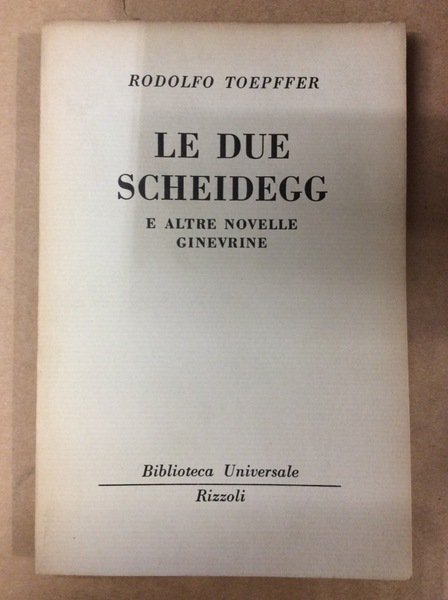 RODOLFO TOEPFFER
LE DUE
SCHEIDEGG
E ALTRE NOVELLE
GINEVRINE
Biblioteca Universale
Rizzoli